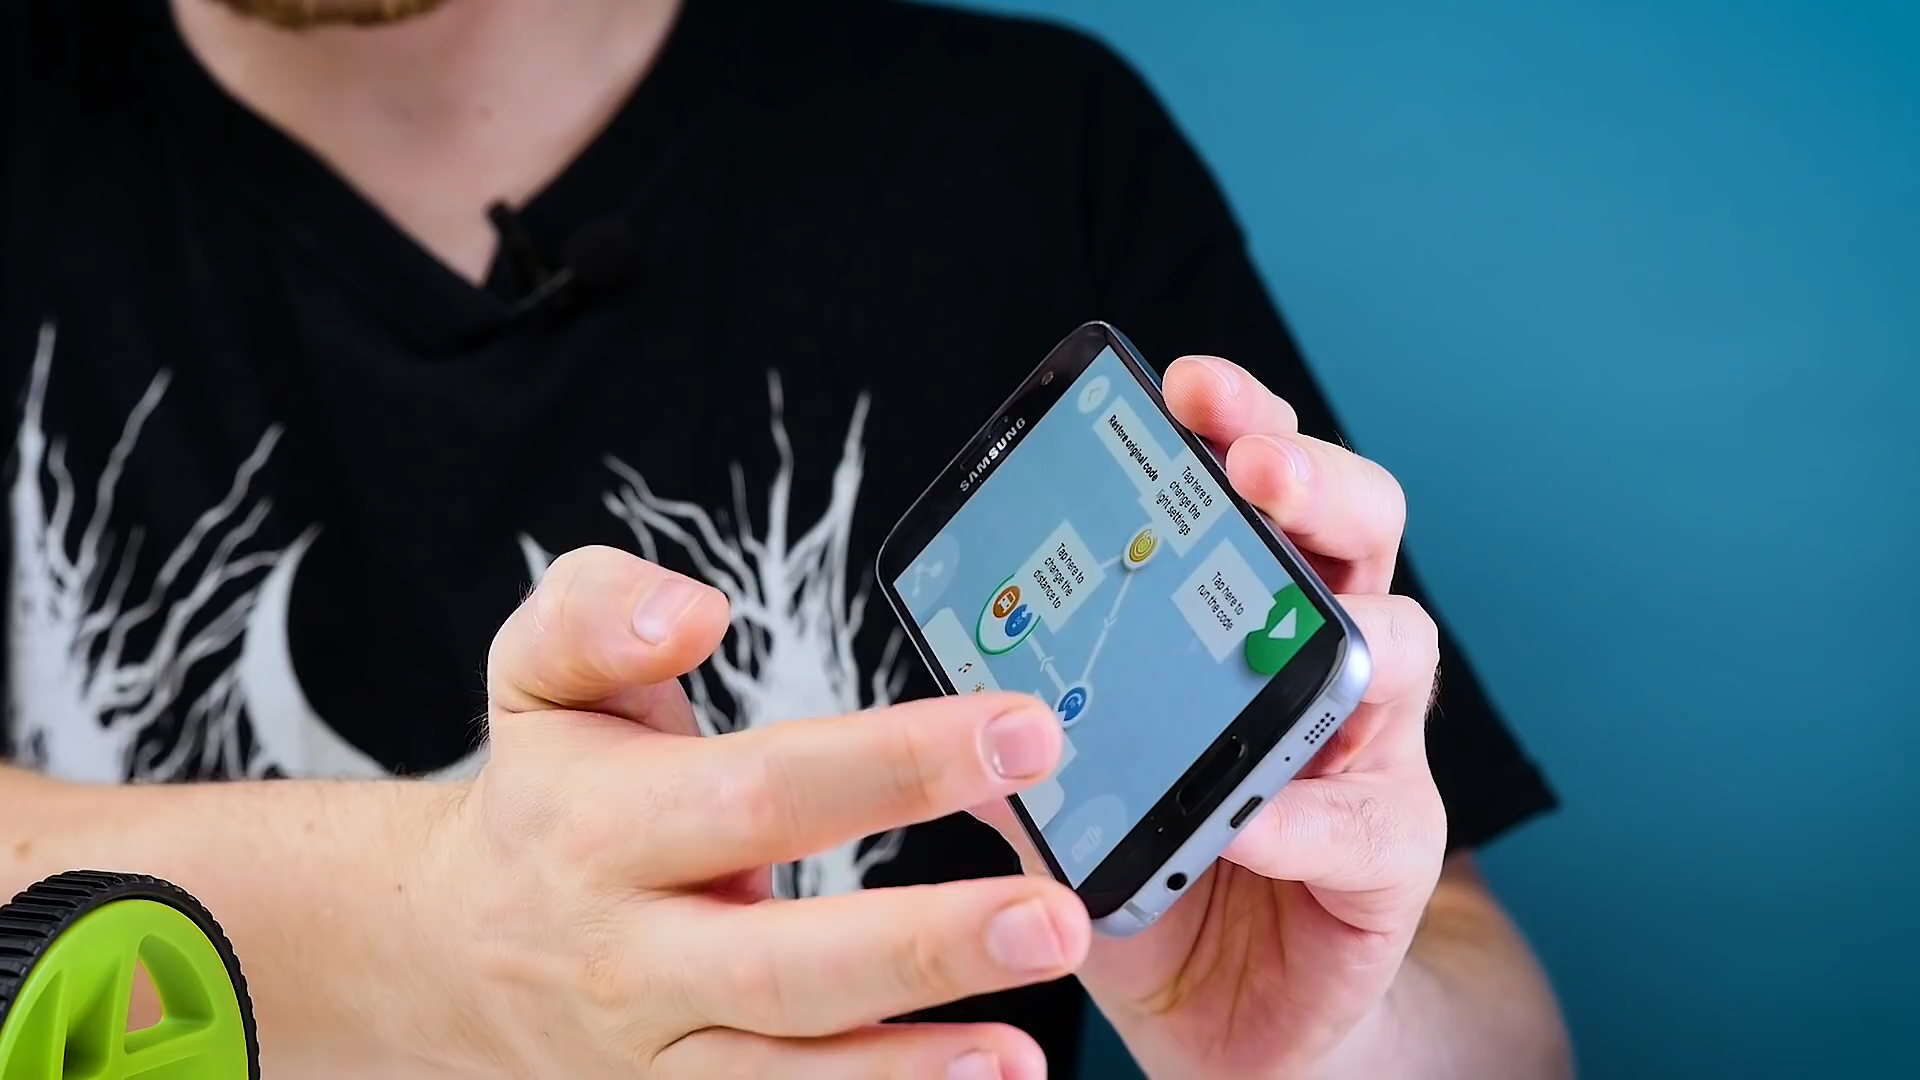 SAMSUNG
Restore original code
Tap here to
change the
light settings
Tap here to
change the
distance to
Tap here to
run the code